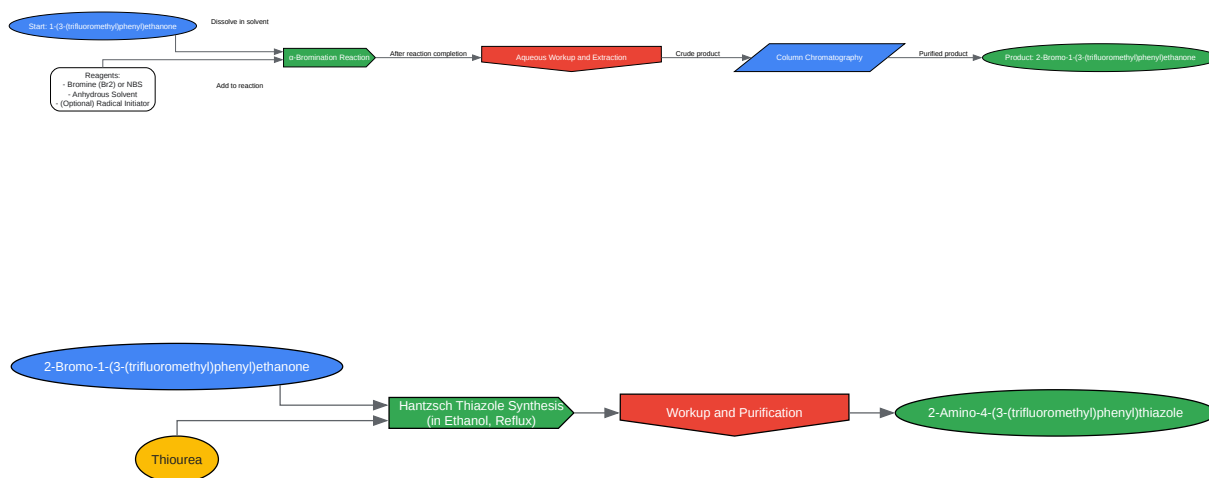 Start: 1-(3-(trifluoromethyl)phenyl)ethanone
Dissolve in solvent
α-Bromination Reaction
After reaction completion
Aqueous Workup and Extraction
Crude product
Column Chromatography
Purified product
Product: 2-Bromo-1-(3-(trifluoromethyl)phenyl)ethanone
Reagents:
- Bromine (Br2) or NBS
- Anhydrous Solvent
- (Optional) Radical Initiator
Add to reaction
2-Bromo-1-(3-(trifluoromethyl)phenyl)ethanone
Hantzsch Thiazole Synthesis
(in Ethanol, Reflux)
Workup and Purification
2-Amino-4-(3-(trifluoromethyl)phenyl)thiazole
Thiourea